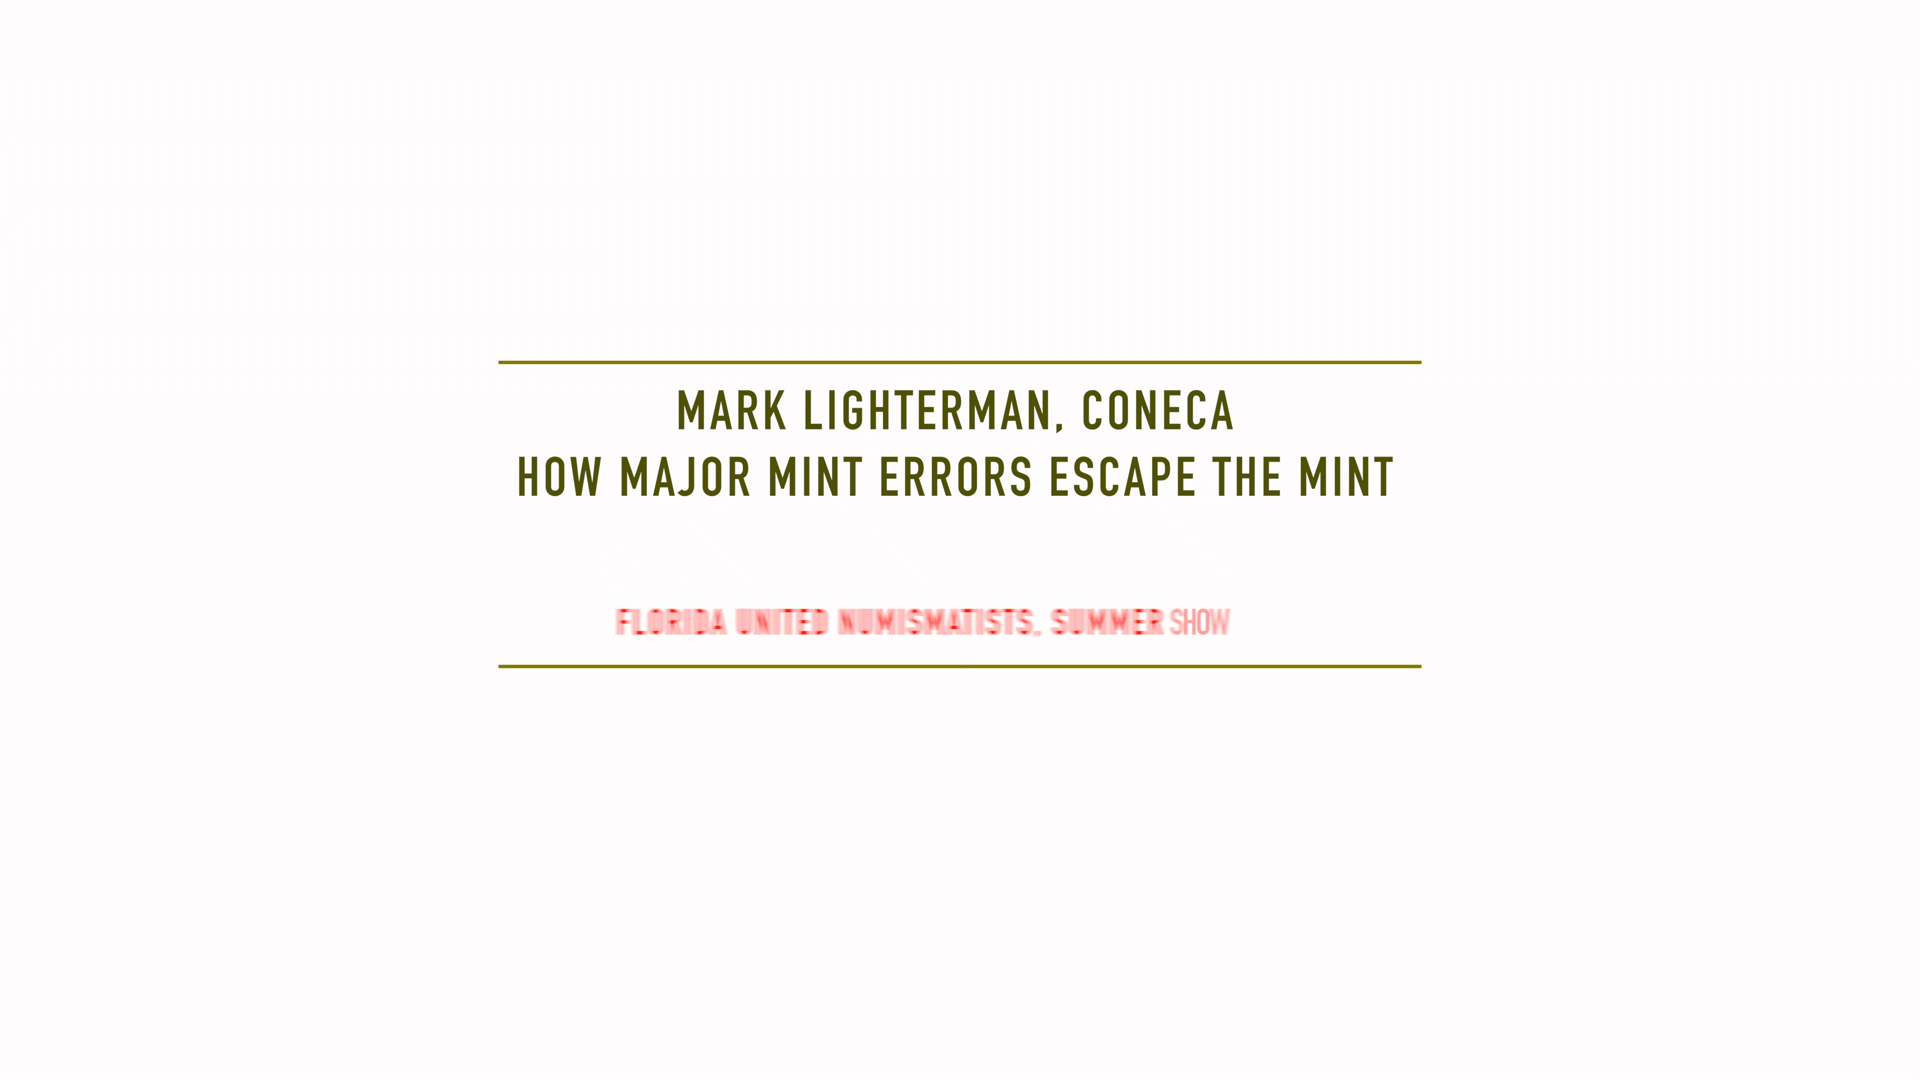 MARK LIGHTERMAN, CONECA
HOW MAJOR MINT ERRORS ESCAPE THE MINT
FLORIDA UNITED NUMISMATISTS, SUMMER SHOW